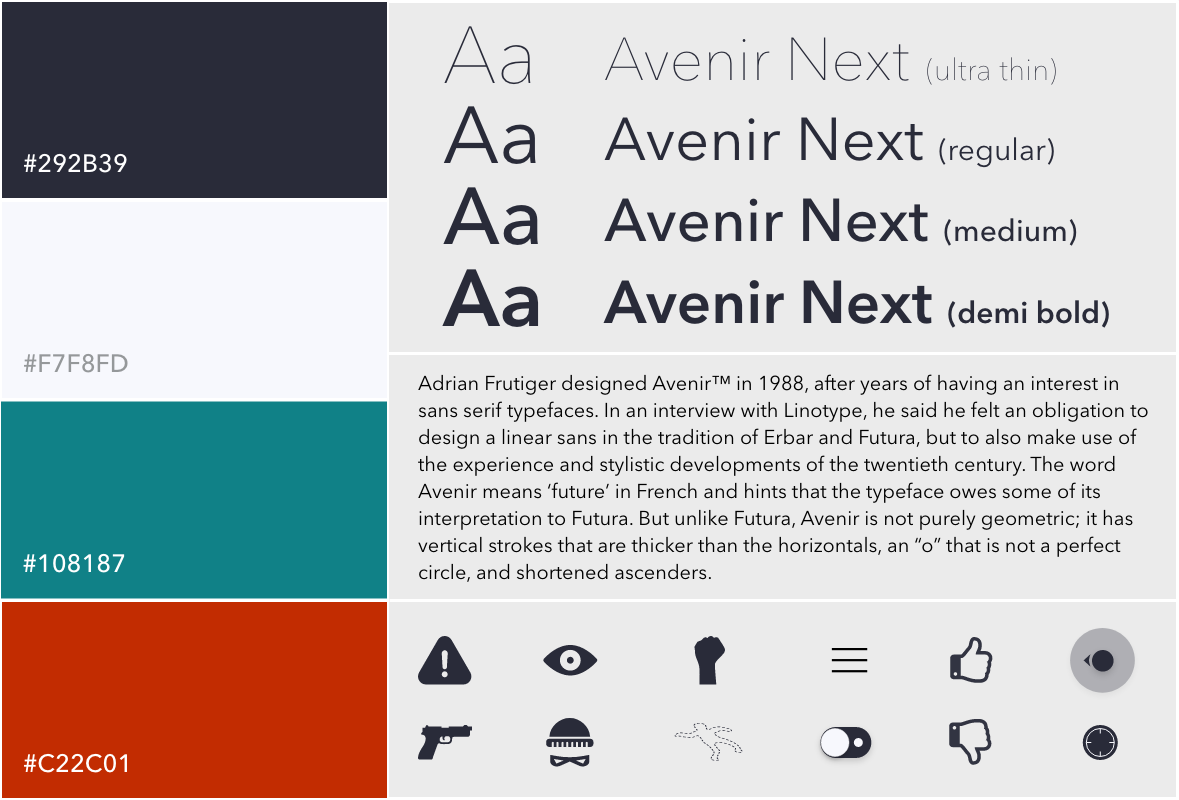 #292B39
#F7F8FD
#108187
#C22C01
Aa Avenir Next (ultra thin)
Aa Avenir Next (regular)
Aa Avenir Next (medium)
Aa Avenir Next (demi bold)
Adrian Frutiger designed Avenir™ in 1988, after years of having an interest in
sans serif typefaces. In an interview with Linotype, he said he felt an obligation to
design a linear sans in the tradition of Erbar and Futura, but to also make use of
the experience and stylistic developments of the twentieth century. The word
Avenir means ‘future’ in French and hints that the typeface owes some of its
interpretation to Futura. But unlike Futura, Avenir is not purely geometric; it has
vertical strokes that are thicker than the horizontals, an “o” that is not a perfect
circle, and shortened ascenders.